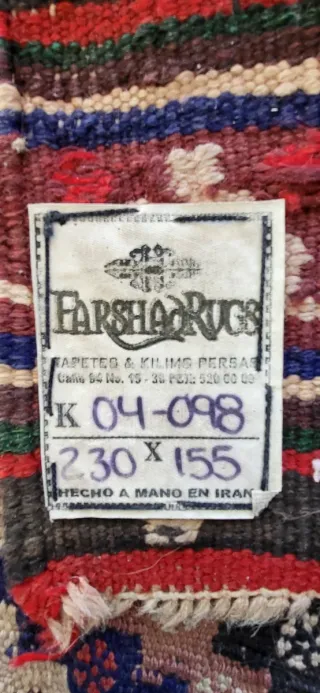 FARSHAD RUGS
TAPETES & KILIMS PERSAS
K 04-098
230 X 155
HECHO A MANO EN IRAN